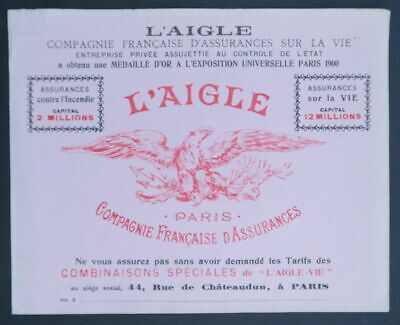 L'AIGLE
COMPAGNIE FRANÇAISE D'ASSURANCES SUR LA VIE
ENTREPRISE PRIVÉE ASSUJETTIE AU CONTROLE DE L'ÉTAT
a obtenu une MÉDAILLE D'OR A L'EXPOSITION UNIVERSELLE PARIS 1900
ASSURANCES
contre l'Incendie
CAPITAL
2 MILLIONS
L'AIGLE
ASSURANCES
sur la VIE
CAPITAL
12 MILLIONS
PARIS
COMPAGNIE FRANÇAISE D'ASSURANCES
Ne vous assurez pas sans avoir demandé les Tarifs des
COMBINAISONS SPÉCIALES de "L'AIGLE-VIE"
au siège social, 44, Rue de Châteaudun, à PARIS
ou à